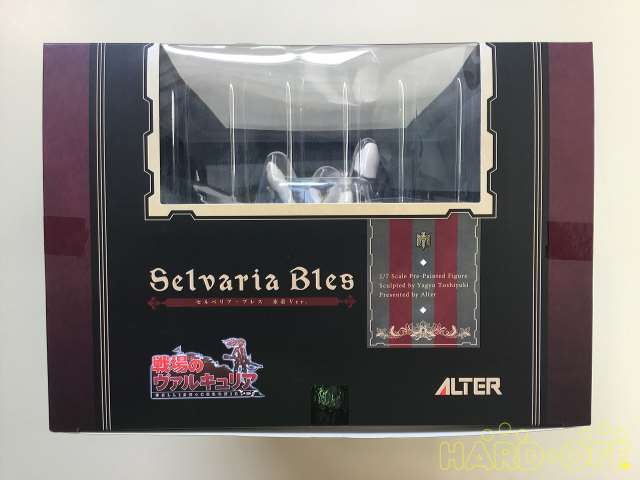 Selvaria Bles
セルベリア・ブレス 水着Ver.
1/7 Scale Pre-Painted Figure
Sculpted by Yagyu Toshiyuki
Presented by Alter
戦場の
ヴァルキュリア
ALTER
HARD-OFF